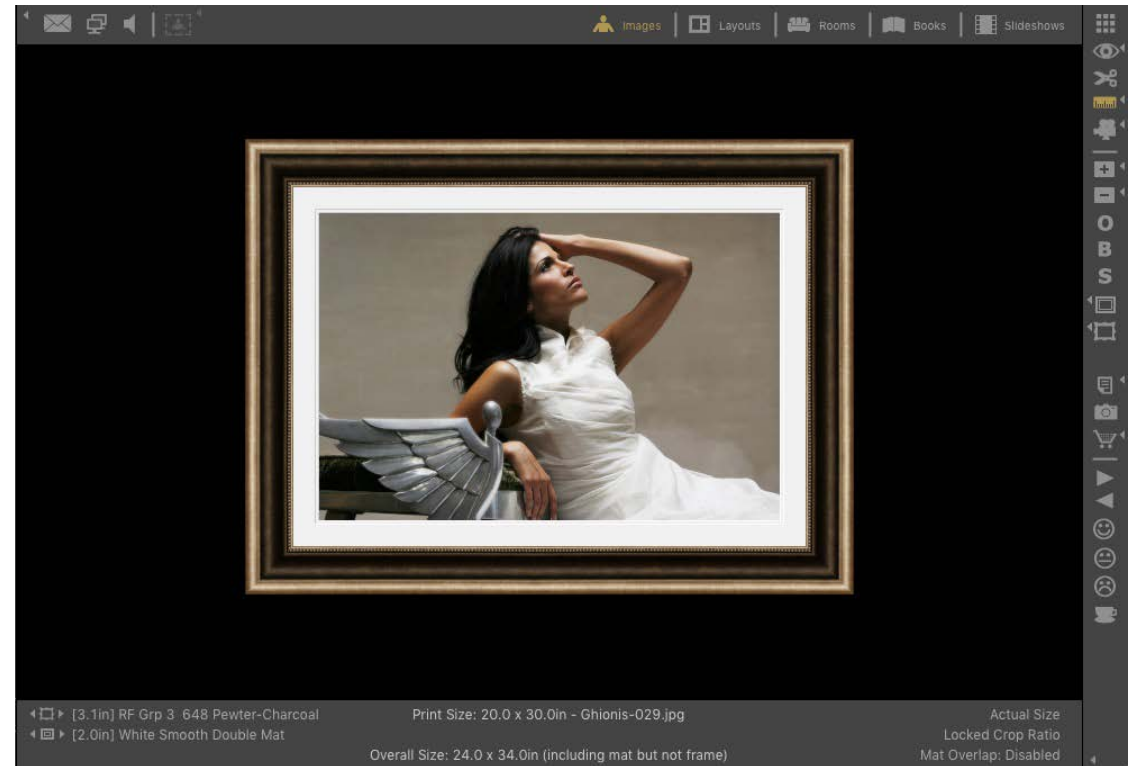 Images Layouts Rooms Books Slideshows
O
B
S
[3.1in] RF Grp 3 648 Pewter-Charcoal Print Size: 20.0 x 30.0in - Ghionis-029.jpg Actual Size
[2.0in] White Smooth Double Mat Locked Crop Ratio
Overall Size: 24.0 x 34.0in (including mat but not frame) Mat Overlap: Disabled